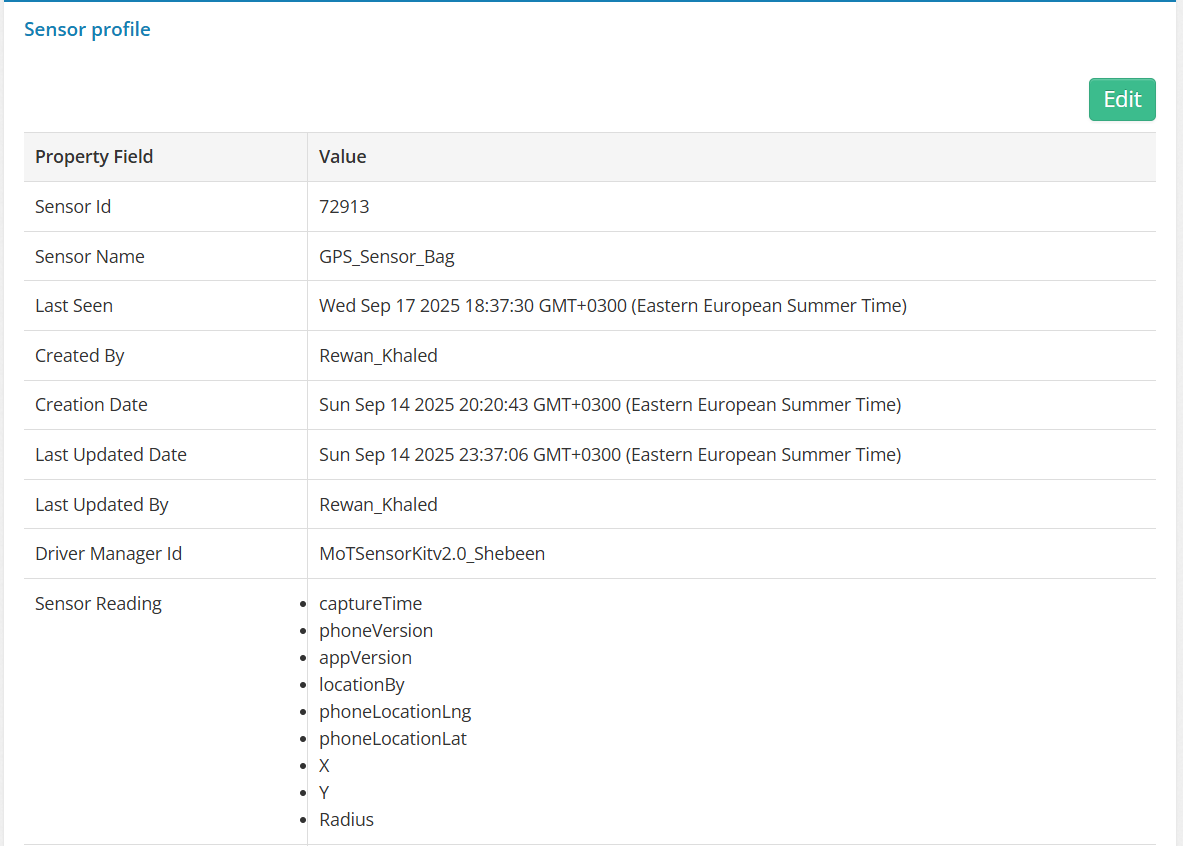 Sensor profile
Edit
Property Field Value
Sensor Id 72913
Sensor Name GPS_Sensor_Bag
Last Seen Wed Sep 17 2025 18:37:30 GMT+0300 (Eastern European Summer Time)
Created By Rewan_Khaled
Creation Date Sun Sep 14 2025 20:20:43 GMT+0300 (Eastern European Summer Time)
Last Updated Date Sun Sep 14 2025 23:37:06 GMT+0300 (Eastern European Summer Time)
Last Updated By Rewan_Khaled
Driver Manager Id MoTSensorKitv2.0_Shebeen
Sensor Reading • captureTime
• phoneVersion
• appVersion
• locationBy
• phoneLocationLng
• phoneLocationLat
• X
• Y
• Radius